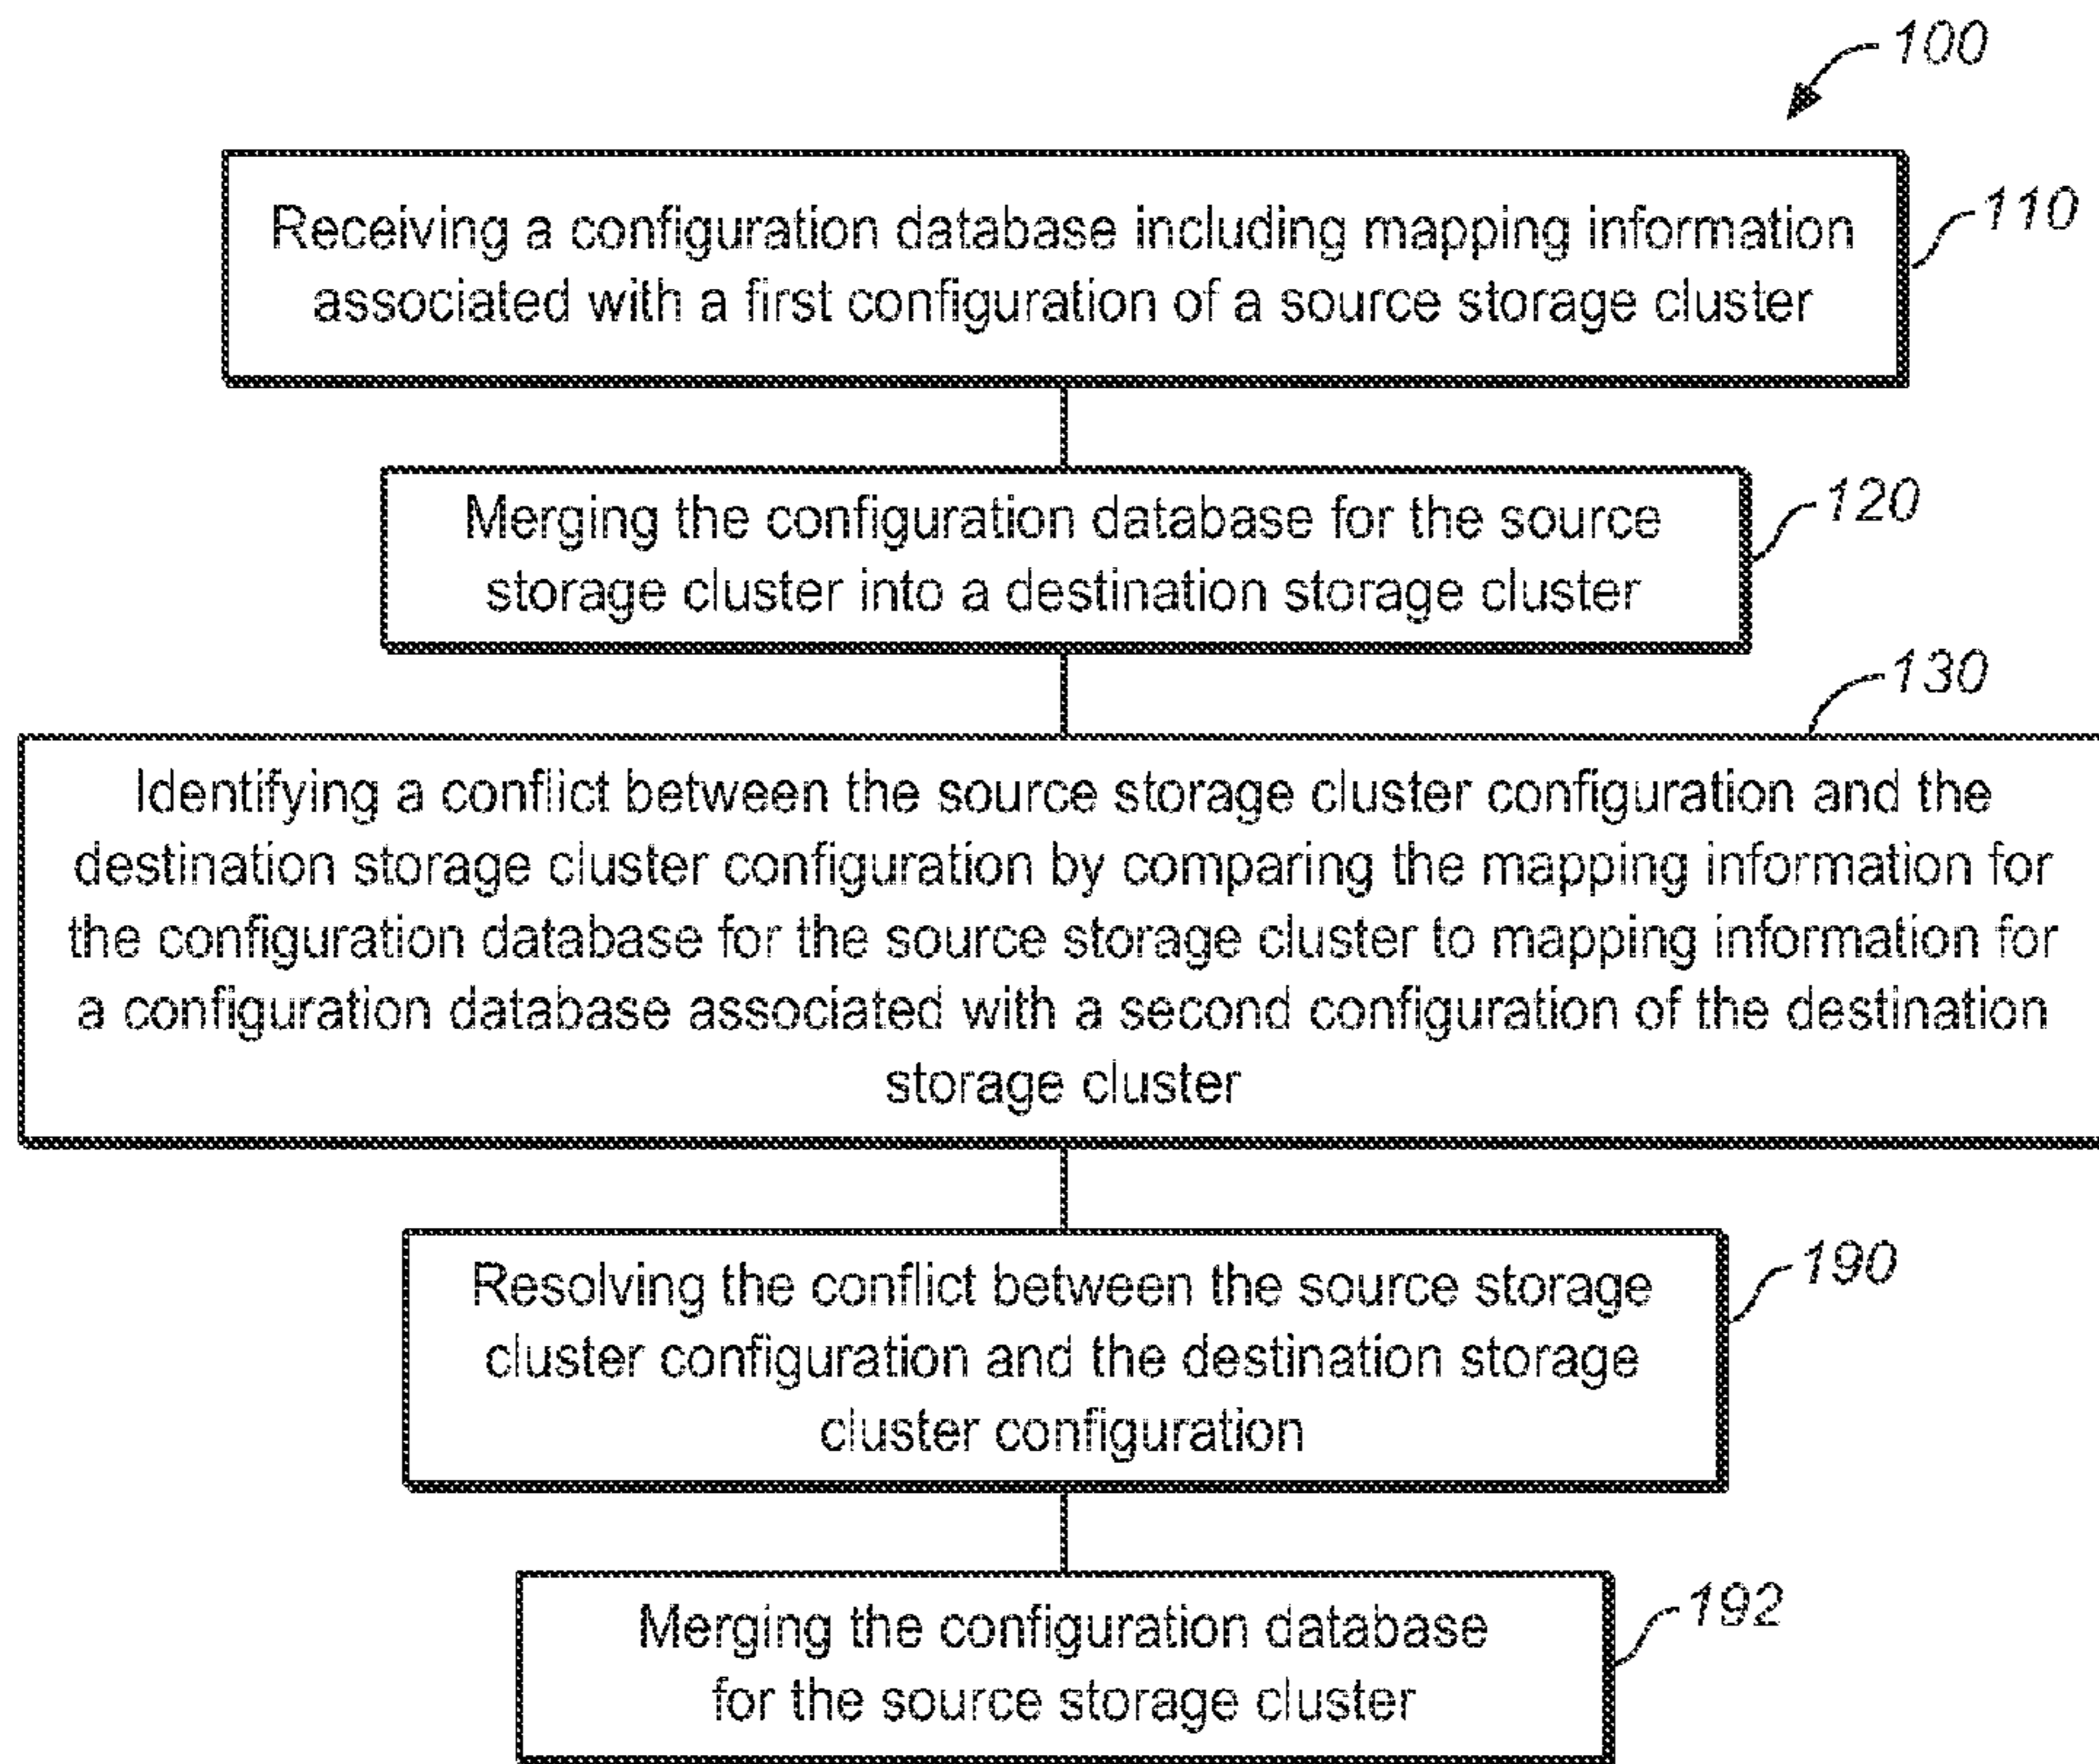 100
Receiving a configuration database including mapping information
associated with a first configuration of a source storage cluster
110
Merging the configuration database for the source
storage cluster into a destination storage cluster
120
130
Identifying a conflict between the source storage cluster configuration and the
destination storage cluster configuration by comparing the mapping information for
the configuration database for the source storage cluster to mapping information for
a configuration database associated with a second configuration of the destination
storage cluster
Resolving the conflict between the source storage
cluster configuration and the destination storage
cluster configuration
190
Merging the configuration database
for the source storage cluster
192